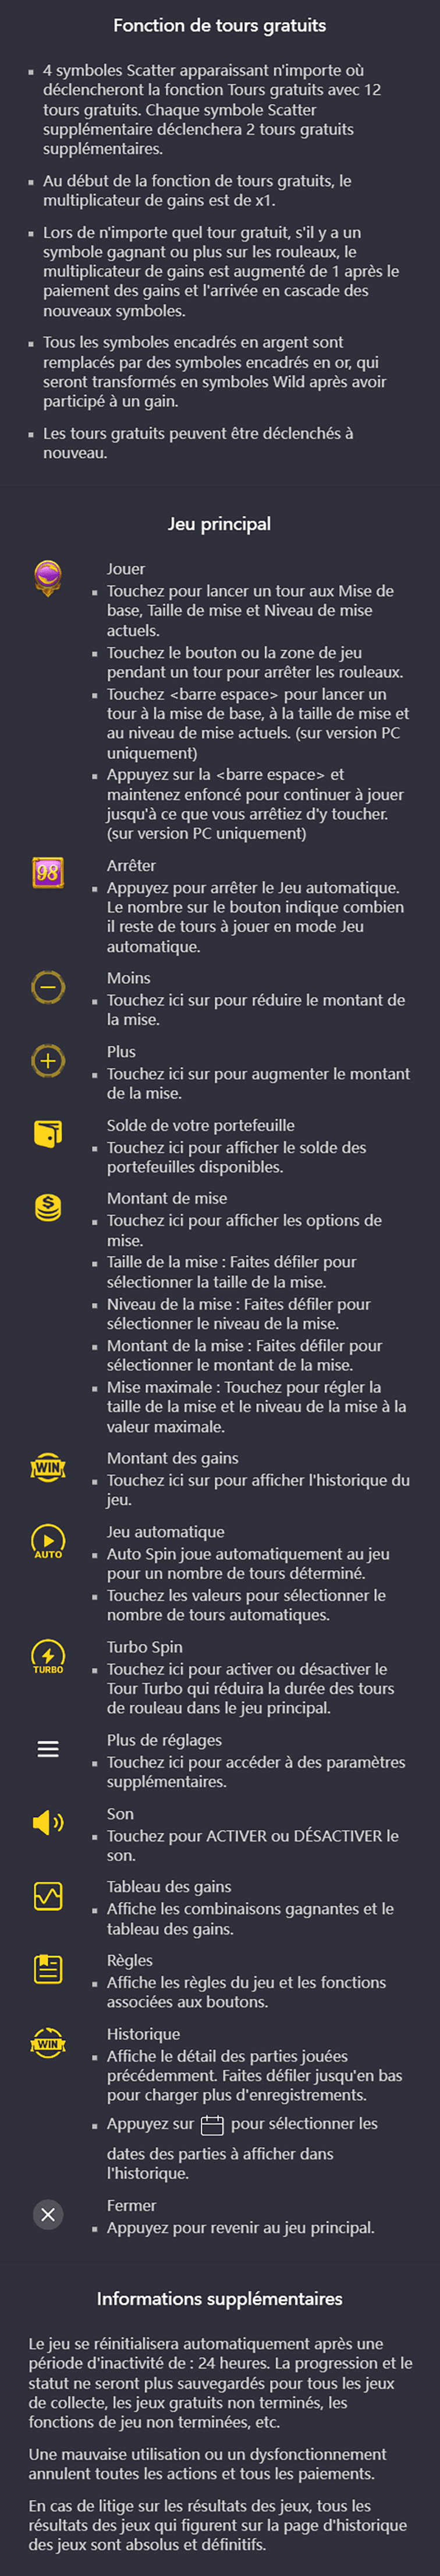 Fonction de tours gratuits
4 symboles Scatter apparaissant n'importe où
déclencheront la fonction Tours gratuits avec 12
tours gratuits. Chaque symbole Scatter
supplémentaire déclenchera 2 tours gratuits
supplémentaires.
Au début de la fonction de tours gratuits, le
multiplicateur de gains est de x1.
Lors de n'importe quel tour gratuit, s'il y a un
symbole gagnant ou plus sur les rouleaux, le
multiplicateur de gains est augmenté de 1 après le
paiement des gains et l'arrivée en cascade des
nouveaux symboles.
Tous les symboles encadrés en argent sont
remplacés par des symboles encadrés en or, qui
seront transformés en symboles Wild après avoir
participé à un gain.
Les tours gratuits peuvent être déclenchés à
nouveau.
Jeu principal
Jouer
Touchez pour lancer un tour aux Mise de
base, Taille de mise et Niveau de mise
actuels.
Touchez le bouton ou la zone de jeu
pendant un tour pour arrêter les rouleaux.
Touchez <barre espace> pour lancer un
tour à la mise de base, à la taille de mise et
au niveau de mise actuels. (sur version PC
uniquement)
Appuyez sur la <barre espace> et
maintenez enfoncé pour continuer à jouer
jusqu'à ce que vous arrêtiez d'y toucher.
(sur version PC uniquement)
98
Arrêter
Appuyez pour arrêter le Jeu automatique.
Le nombre sur le bouton indique combien
il reste de tours à jouer en mode Jeu
automatique.
Moins
Touchez ici sur pour réduire le montant de
la mise.
Plus
Touchez ici sur pour augmenter le montant
de la mise.
Solde de votre portefeuille
Touchez ici pour afficher le solde des
portefeuilles disponibles.
Montant de mise
Touchez ici pour afficher les options de
mise.
Taille de la mise : Faites défiler pour
sélectionner la taille de la mise.
Niveau de la mise : Faites défiler pour
sélectionner le niveau de la mise.
Montant de la mise : Faites défiler pour
sélectionner le montant de la mise.
Mise maximale : Touchez pour régler la
taille de la mise et le niveau de la mise à la
valeur maximale.
WIN
Montant des gains
Touchez ici sur pour afficher l'historique du
jeu.
AUTO
Jeu automatique
Auto Spin joue automatiquement au jeu
pour un nombre de tours déterminé.
Touchez les valeurs pour sélectionner le
nombre de tours automatiques.
TURBO
Turbo Spin
Touchez ici pour activer ou désactiver le
Tour Turbo qui réduira la durée des tours
de rouleau dans le jeu principal.
Plus de réglages
Touchez ici pour accéder à des paramètres
supplémentaires.
Son
Touchez pour ACTIVER ou DÉSACTIVER le
son.
Tableau des gains
Affiche les combinaisons gagnantes et le
tableau des gains.
Règles
Affiche les règles du jeu et les fonctions
associées aux boutons.
WIN
Historique
Affiche le détail des parties jouées
précédemment. Faites défiler jusqu'en bas
pour charger plus d'enregistrements.
Appuyez sur pour sélectionner les
dates des parties à afficher dans
l'historique.
Fermer
Appuyez pour revenir au jeu principal.
Informations supplémentaires
Le jeu se réinitialisera automatiquement après une
période d'inactivité de : 24 heures. La progression et le
statut ne seront plus sauvegardés pour tous les jeux
de collecte, les jeux gratuits non terminés, les
fonctions de jeu non terminées, etc.
Une mauvaise utilisation ou un dysfonctionnement
annulent toutes les actions et tous les paiements.
En cas de litige sur les résultats des jeux, tous les
résultats des jeux qui figurent sur la page d'historique
des jeux sont absolus et définitifs.